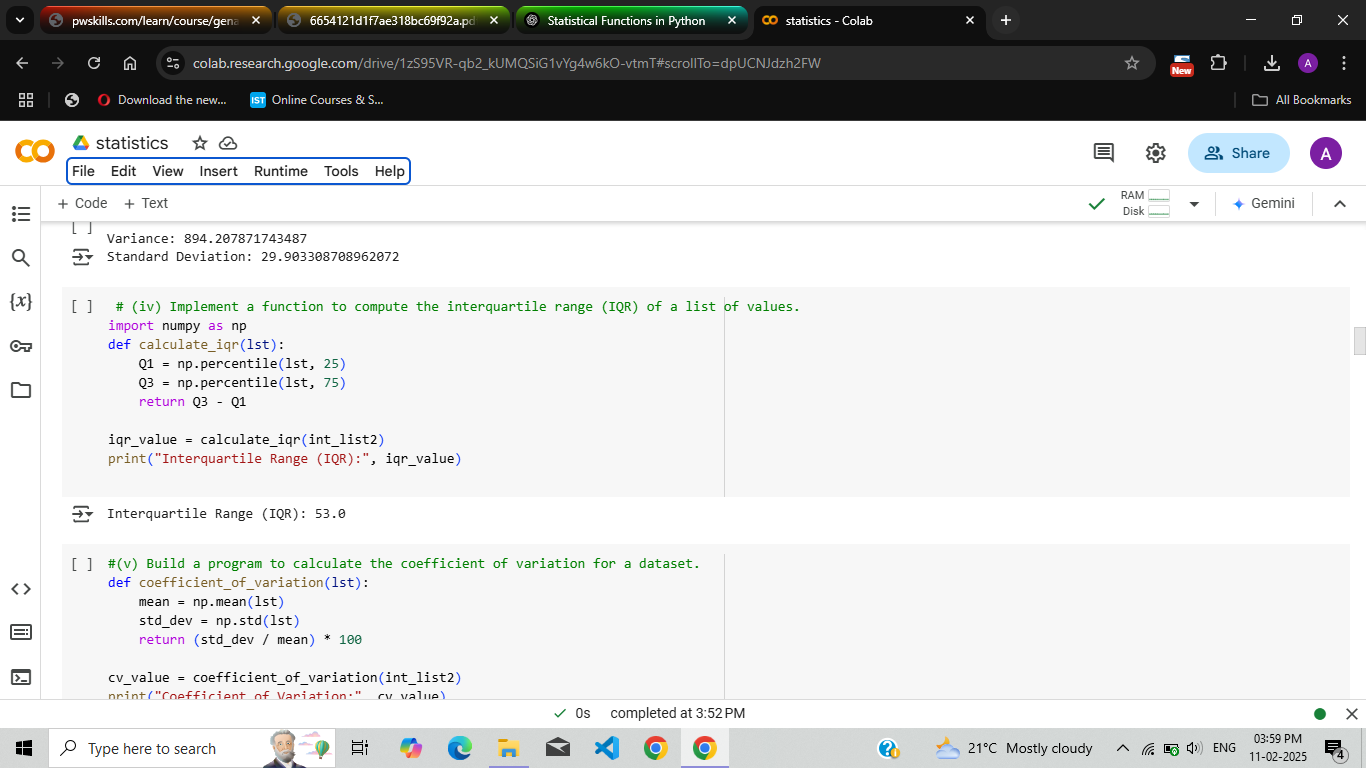 pwskills.com/learn/course/gena
6654121d1f7ae318bc69f92a.pd
Statistical Functions in Python
statistics - Colab
colab.research.google.com/drive/1zS95VR-qb2_kUMQSiG1vYg4w6kO-vtmT#scrollTo=dpUCNJdzh2FW
New
A
Download the new...
IST
Online Courses & S...
All Bookmarks
statistics
File Edit View Insert Runtime Tools Help
Share
A
+ Code + Text
RAM
Disk
Gemini
[ ]
Variance: 894.207871743487
Standard Deviation: 29.903308708962072
[ ] # (iv) Implement a function to compute the interquartile range (IQR) of a list of values.
import numpy as np
def calculate_iqr(lst):
Q1 = np.percentile(lst, 25)
Q3 = np.percentile(lst, 75)
return Q3 - Q1
iqr_value = calculate_iqr(int_list2)
print("Interquartile Range (IQR):", iqr_value)
Interquartile Range (IQR): 53.0
[ ] #(v) Build a program to calculate the coefficient of variation for a dataset.
def coefficient_of_variation(lst):
mean = np.mean(lst)
std_dev = np.std(lst)
return (std_dev / mean) * 100
cv_value = coefficient_of_variation(int_list2)
print("Coefficient of Variation:", cv_value)
{x}
0s completed at 3:52 PM
Type here to search
21°C Mostly cloudy
ENG
03:59 PM
11-02-2025
4